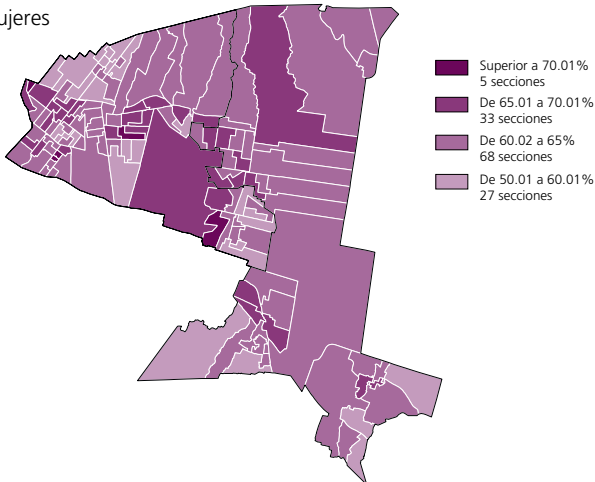 ujeres
Superior a 70.01%
5 secciones
De 65.01 a 70.01%
33 secciones
De 60.02 a 65%
68 secciones
De 50.01 a 60.01%
27 secciones